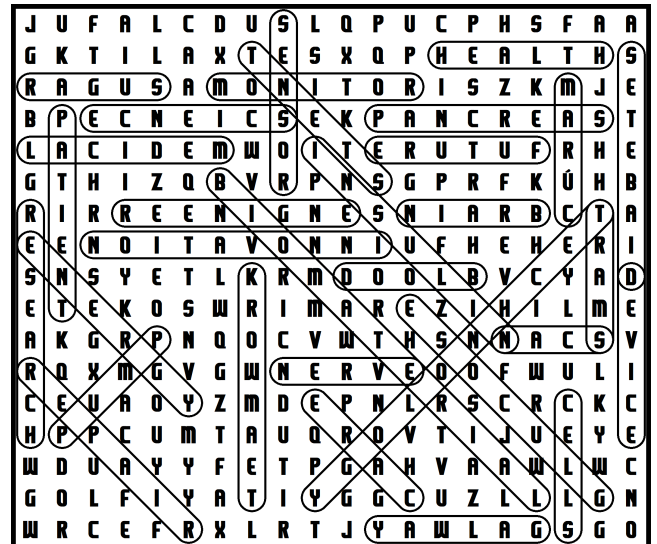 J U F A L C D U S L Q P U C P H S F A A
G K T I L A X T E S X Q P H E A L T H S
R A G U S A M O N I T O R I S Z K M J E
B P E C N E I C S E K P A N C R E A S T
L A C I D E M W O I T E R U T U F R H E
G T H I Z Q B V R P N S G P R F K Ú H B
R I R R E E N I G N E S N I A R B C T A
E E N O I T A V O N N I U F H E H E R I
S N S Y E T L K R M D O O L B V C Y A D
E T E K O S W R I M A R E Z I H I L M E
A K G R P N Q O C V W T H S N N A C S V
R Q X M G V G W N E R V E O O F W U L I
C E U A O Y Z M D E P N L R S C R C K C
H P P C U M T A U Q R O V T I J U E Y E
W D U A Y Y F E T P G A H V A A W L W C
G O L F I Y A T I Y G G C U Z L L L G N
W R C E F R X L R T J Y A W L A G S G O